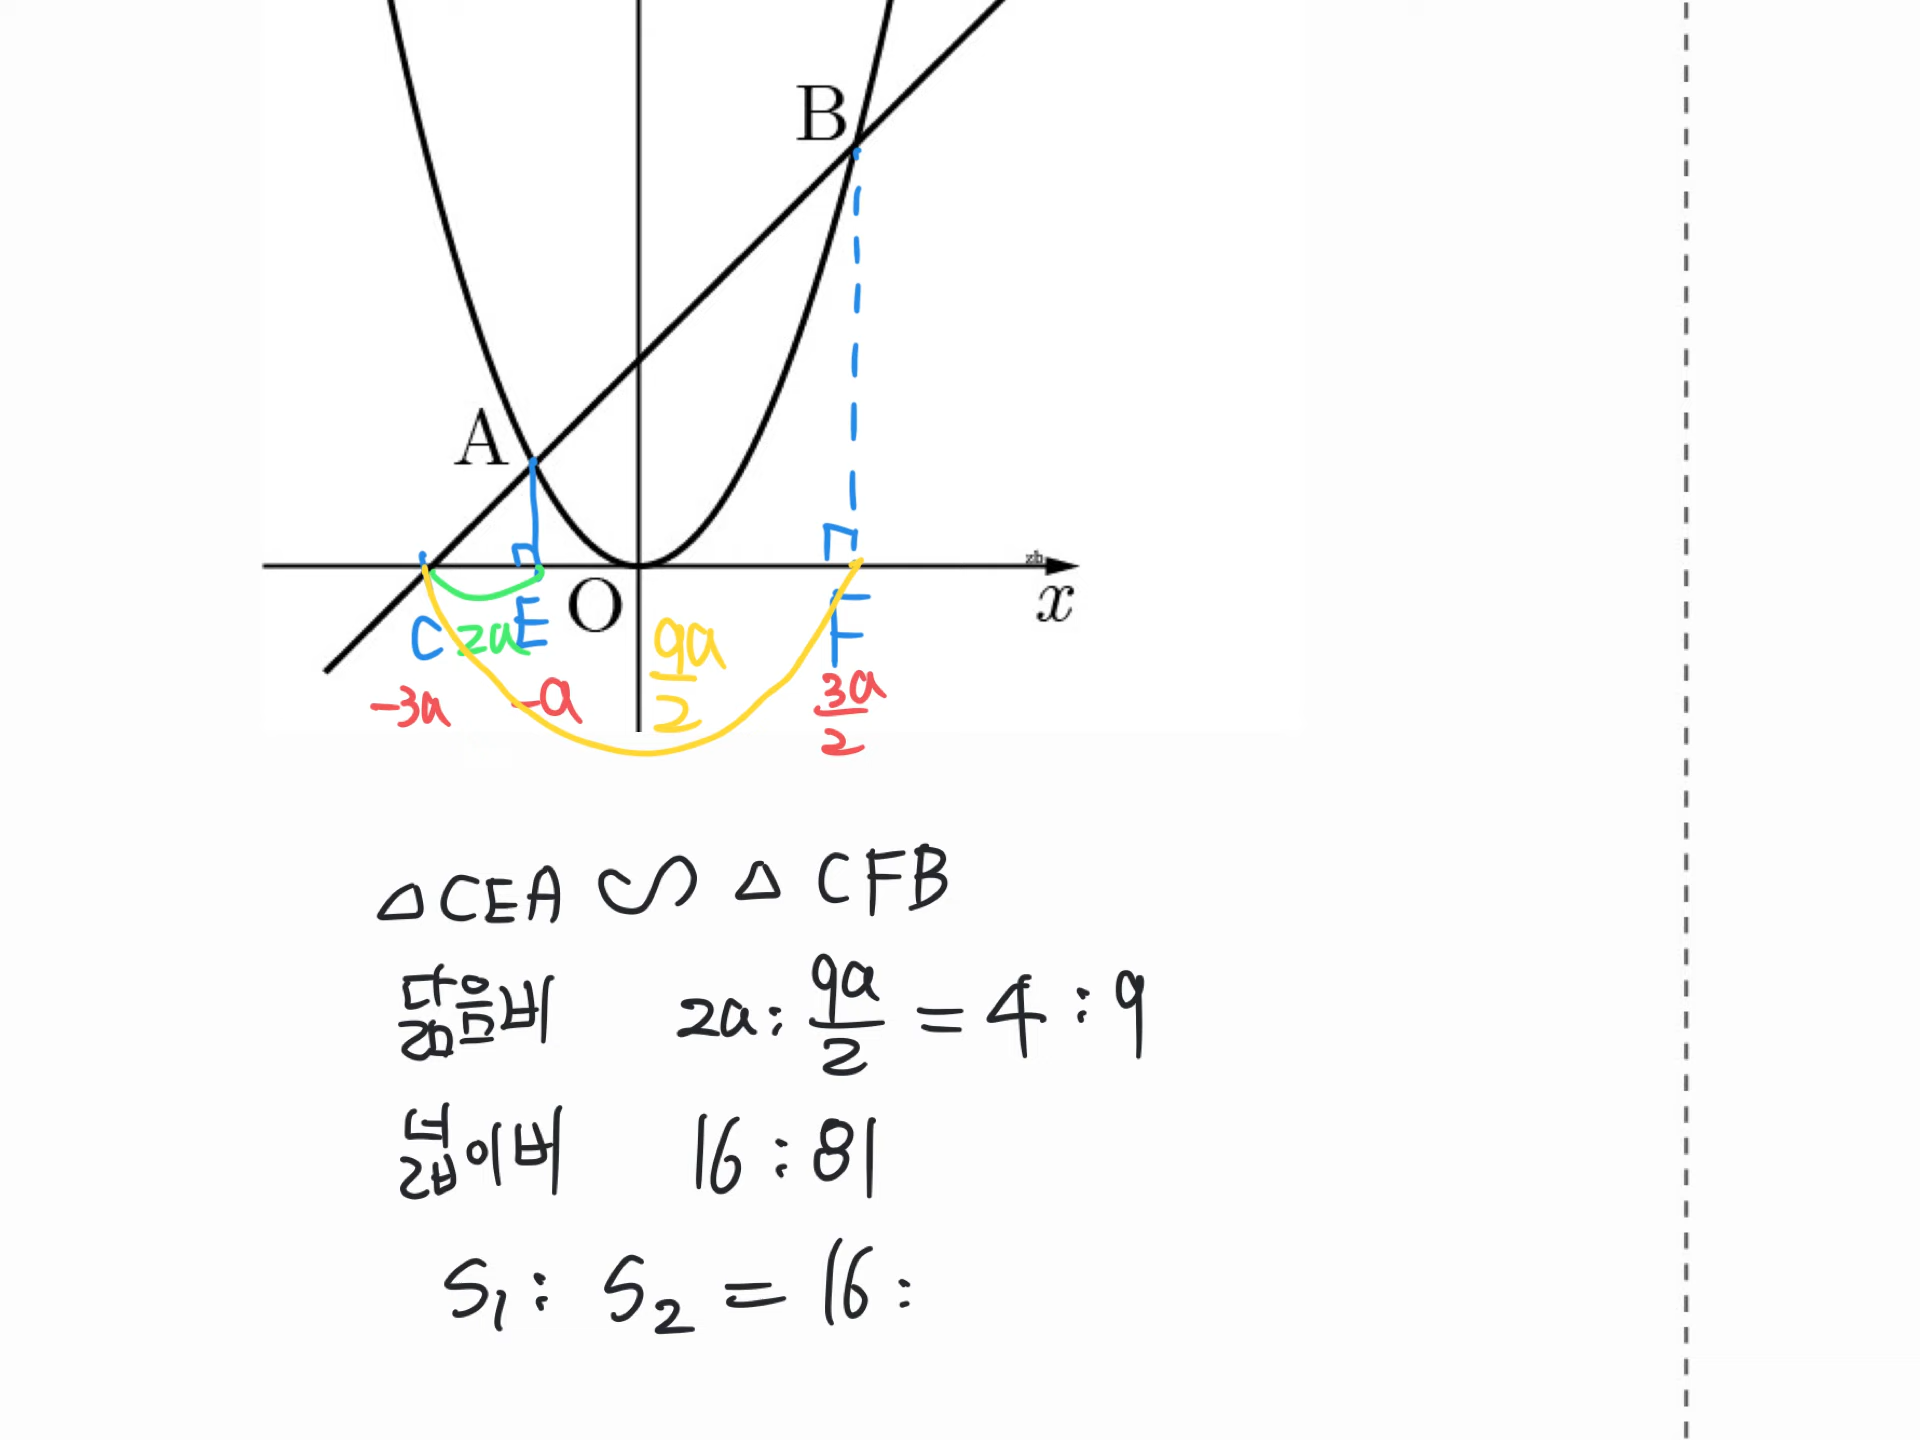 B
A
O
x
zb
C 2a E
9a/2
F
-3a -a
3a/2
△CEA ∽ △CFB
닮음비 2a : 9a/2 = 4 : 9
넓이비 16 : 81
S₁ : S₂ = 16 :